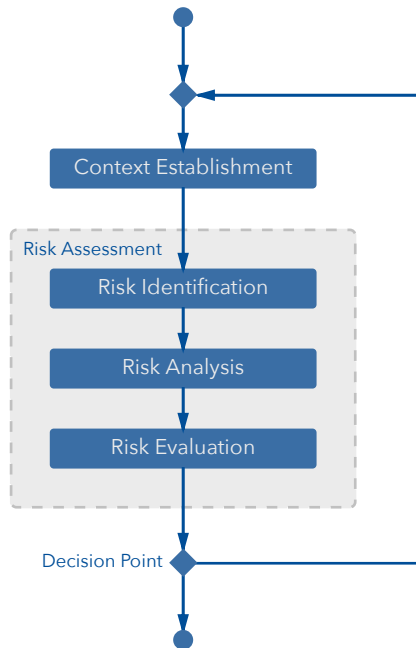 Context Establishment
Risk Assessment
Risk Identification
Risk Analysis
Risk Evaluation
Decision Point